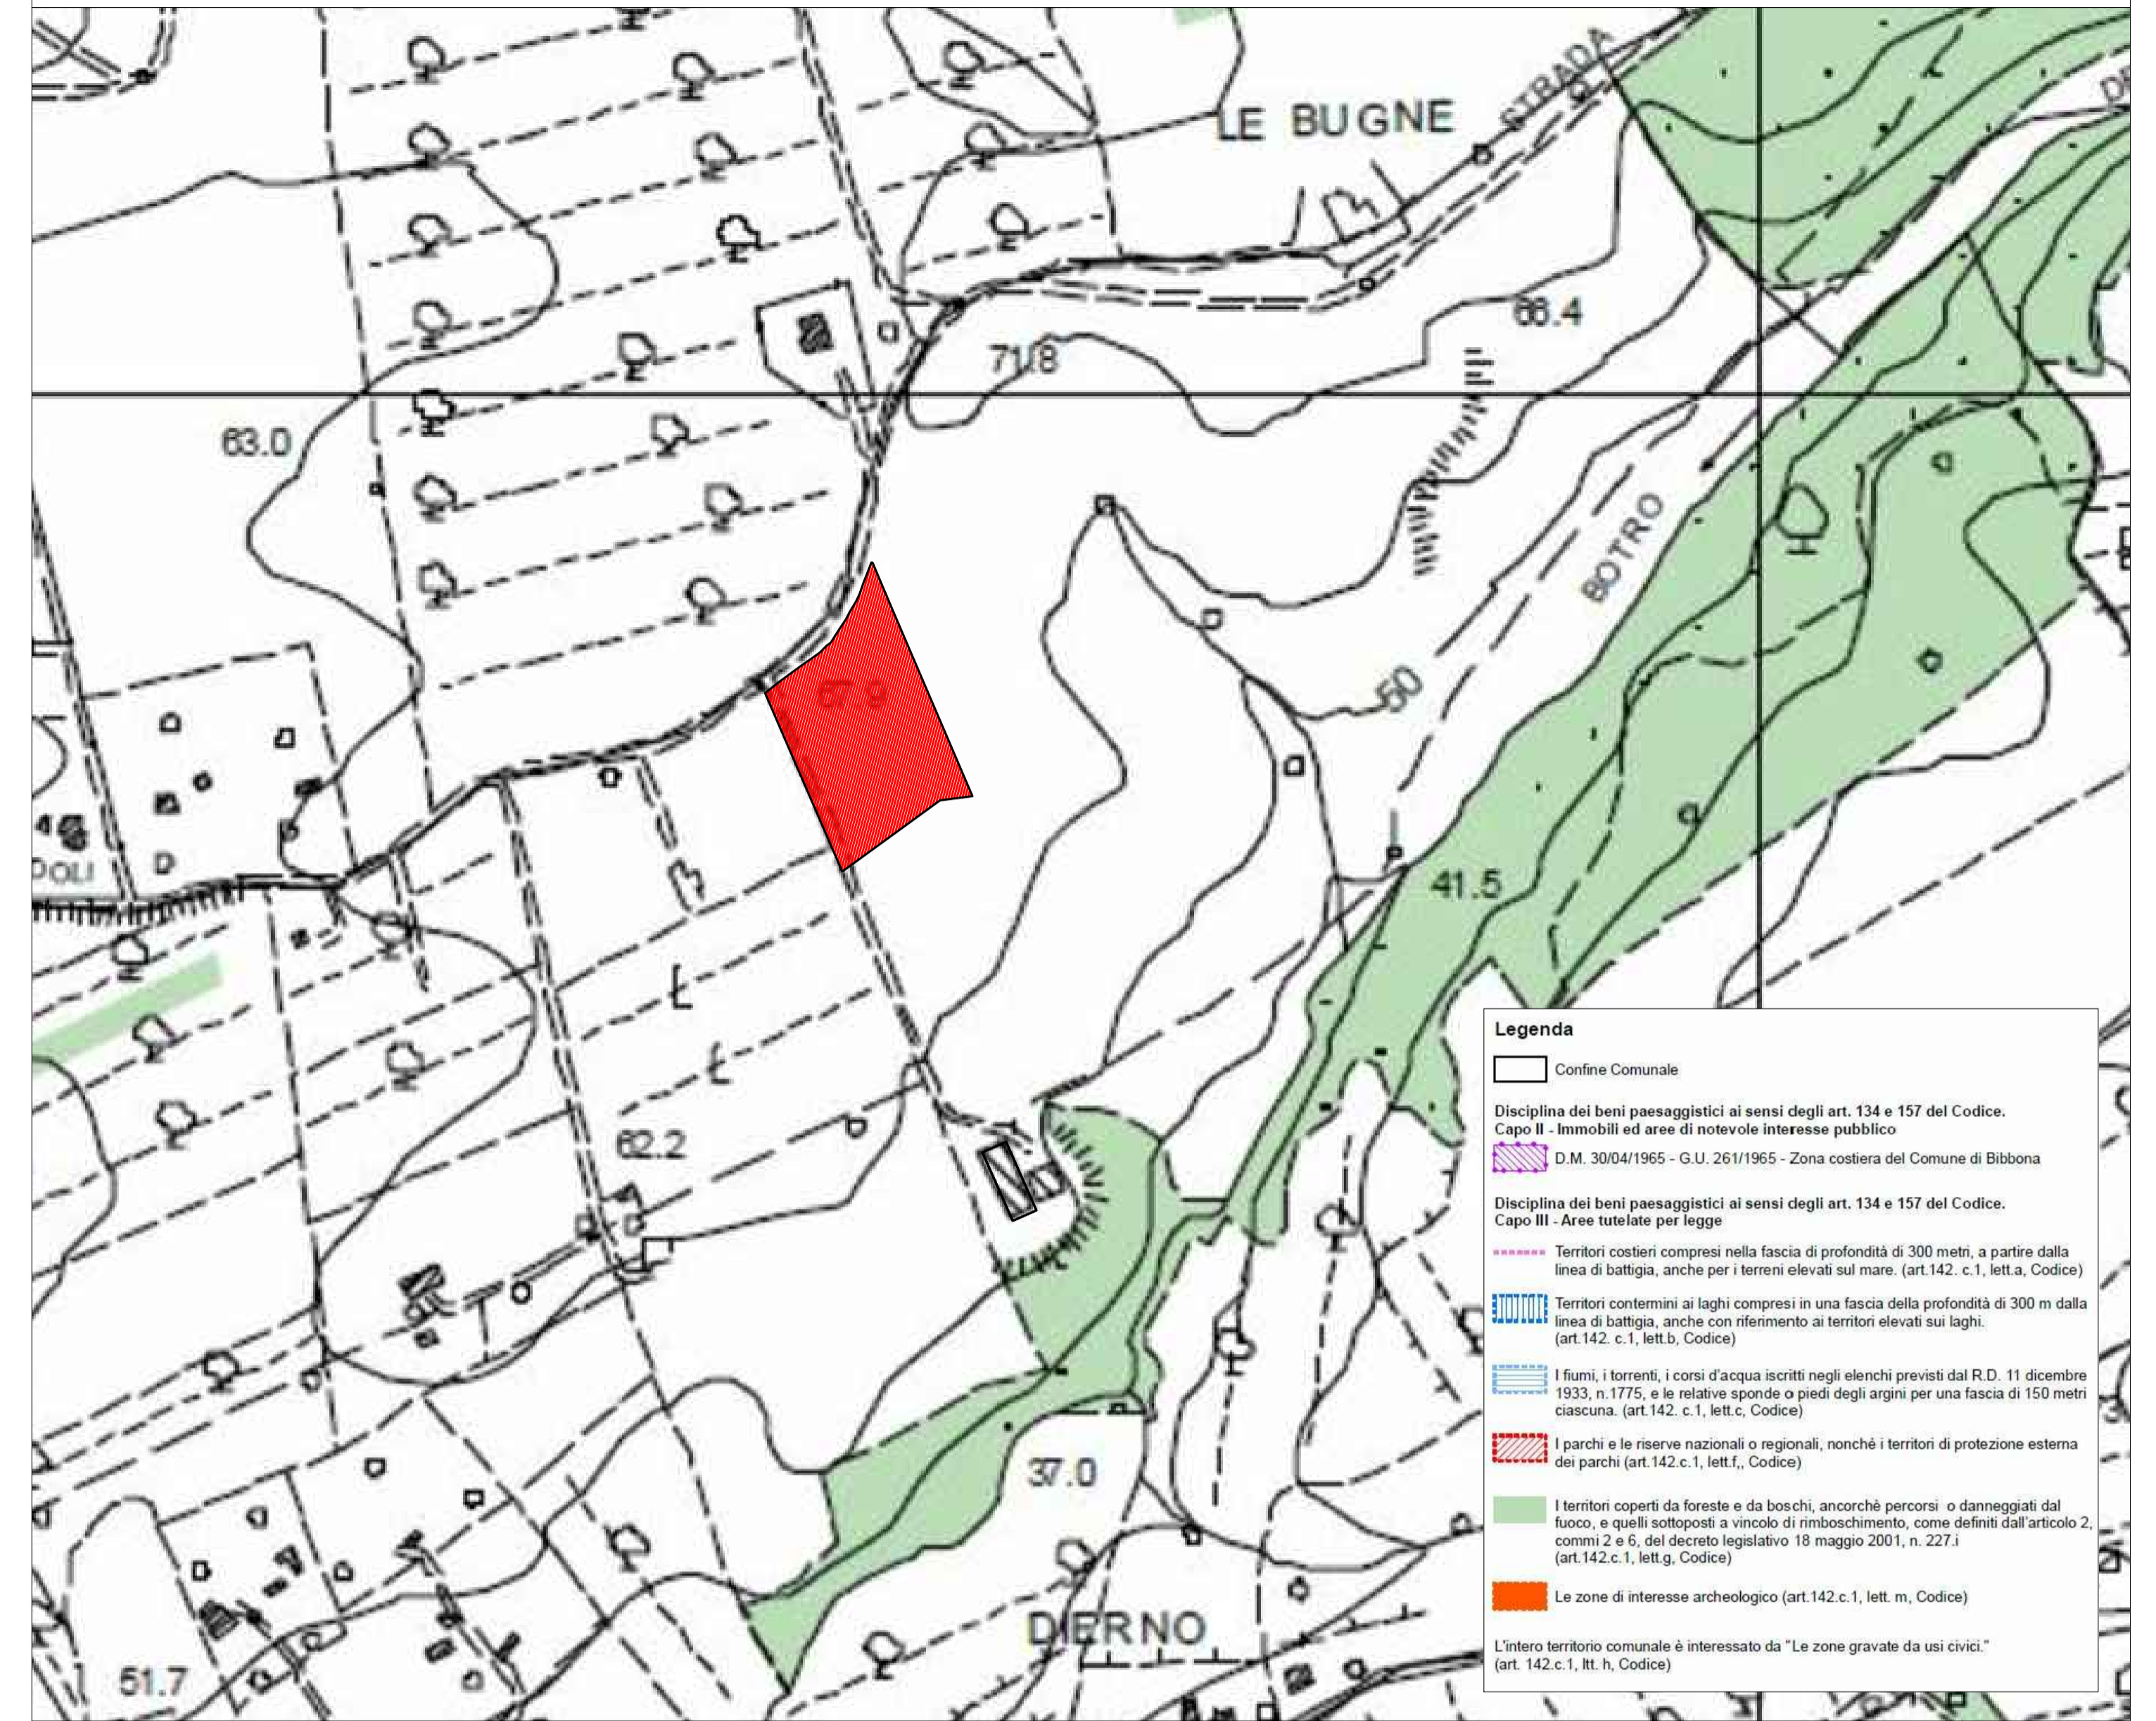 STRADA
DE
LE BUGNE
68.4
71.8
63.0
BOTRO
67.9
50
POLI
41.5
62.2
37.0
DIERNO
51.7
Legenda
Confine Comunale
Disciplina dei beni paesaggistici ai sensi degli art. 134 e 157 del Codice.
Capo II - Immobili ed aree di notevole interesse pubblico
D.M. 30/04/1965 - G.U. 261/1965 - Zona costiera del Comune di Bibbona
Disciplina dei beni paesaggistici ai sensi degli art. 134 e 157 del Codice.
Capo III - Aree tutelate per legge
Territori costieri compresi nella fascia di profondità di 300 metri, a partire dalla
linea di battigia, anche per i terreni elevati sul mare. (art.142. c.1, lett.a, Codice)
Territori contermini ai laghi compresi in una fascia della profondità di 300 m dalla
linea di battigia, anche con riferimento ai territori elevati sui laghi.
(art.142. c.1, lett.b, Codice)
I fiumi, i torrenti, i corsi d'acqua iscritti negli elenchi previsti dal R.D. 11 dicembre
1933, n.1775, e le relative sponde o piedi degli argini per una fascia di 150 metri
ciascuna. (art.142. c.1, lett.c, Codice)
I parchi e le riserve nazionali o regionali, nonchè i territori di protezione esterna
dei parchi (art.142.c.1, lett.f,, Codice)
I territori coperti da foreste e da boschi, ancorchè percorsi o danneggiati dal
fuoco, e quelli sottoposti a vincolo di rimboschimento, come definiti dall'articolo 2,
commi 2 e 6, del decreto legislativo 18 maggio 2001, n. 227.i
(art.142.c.1, lett.g, Codice)
Le zone di interesse archeologico (art.142.c.1, lett. m, Codice)
L'intero territorio comunale è interessato da "Le zone gravate da usi civici."
(art. 142.c.1, ltt. h, Codice)